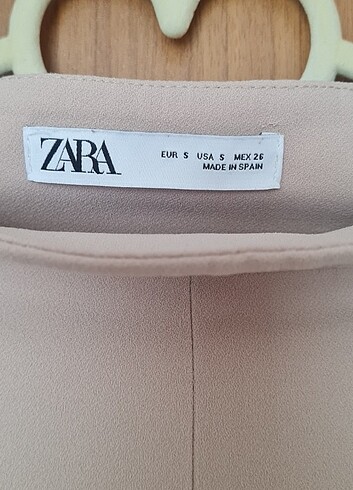 ZARA
EUR S USA S MEX 26
MADE IN SPAIN